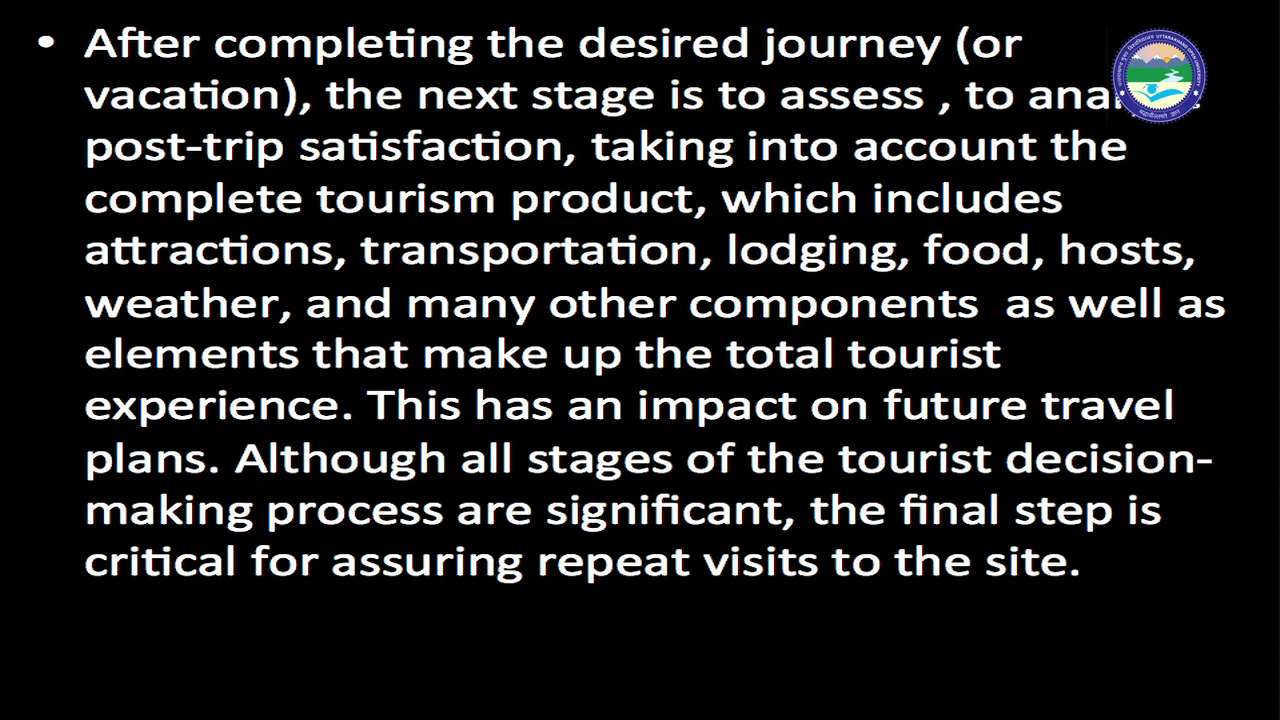 • After completing the desired journey (or
vacation), the next stage is to assess , to
post-trip satisfaction, taking into account the
complete tourism product, which includes
attractions, transportation, lodging, food, hosts,
weather, and many other components as well as
elements that make up the total tourist
experience. This has an impact on future travel
plans. Although all stages of the tourist decision-
making process are significant, the final step is
critical for assuring repeat visits to the site.
UTTARAKHAND OPEN UNIVERSITY